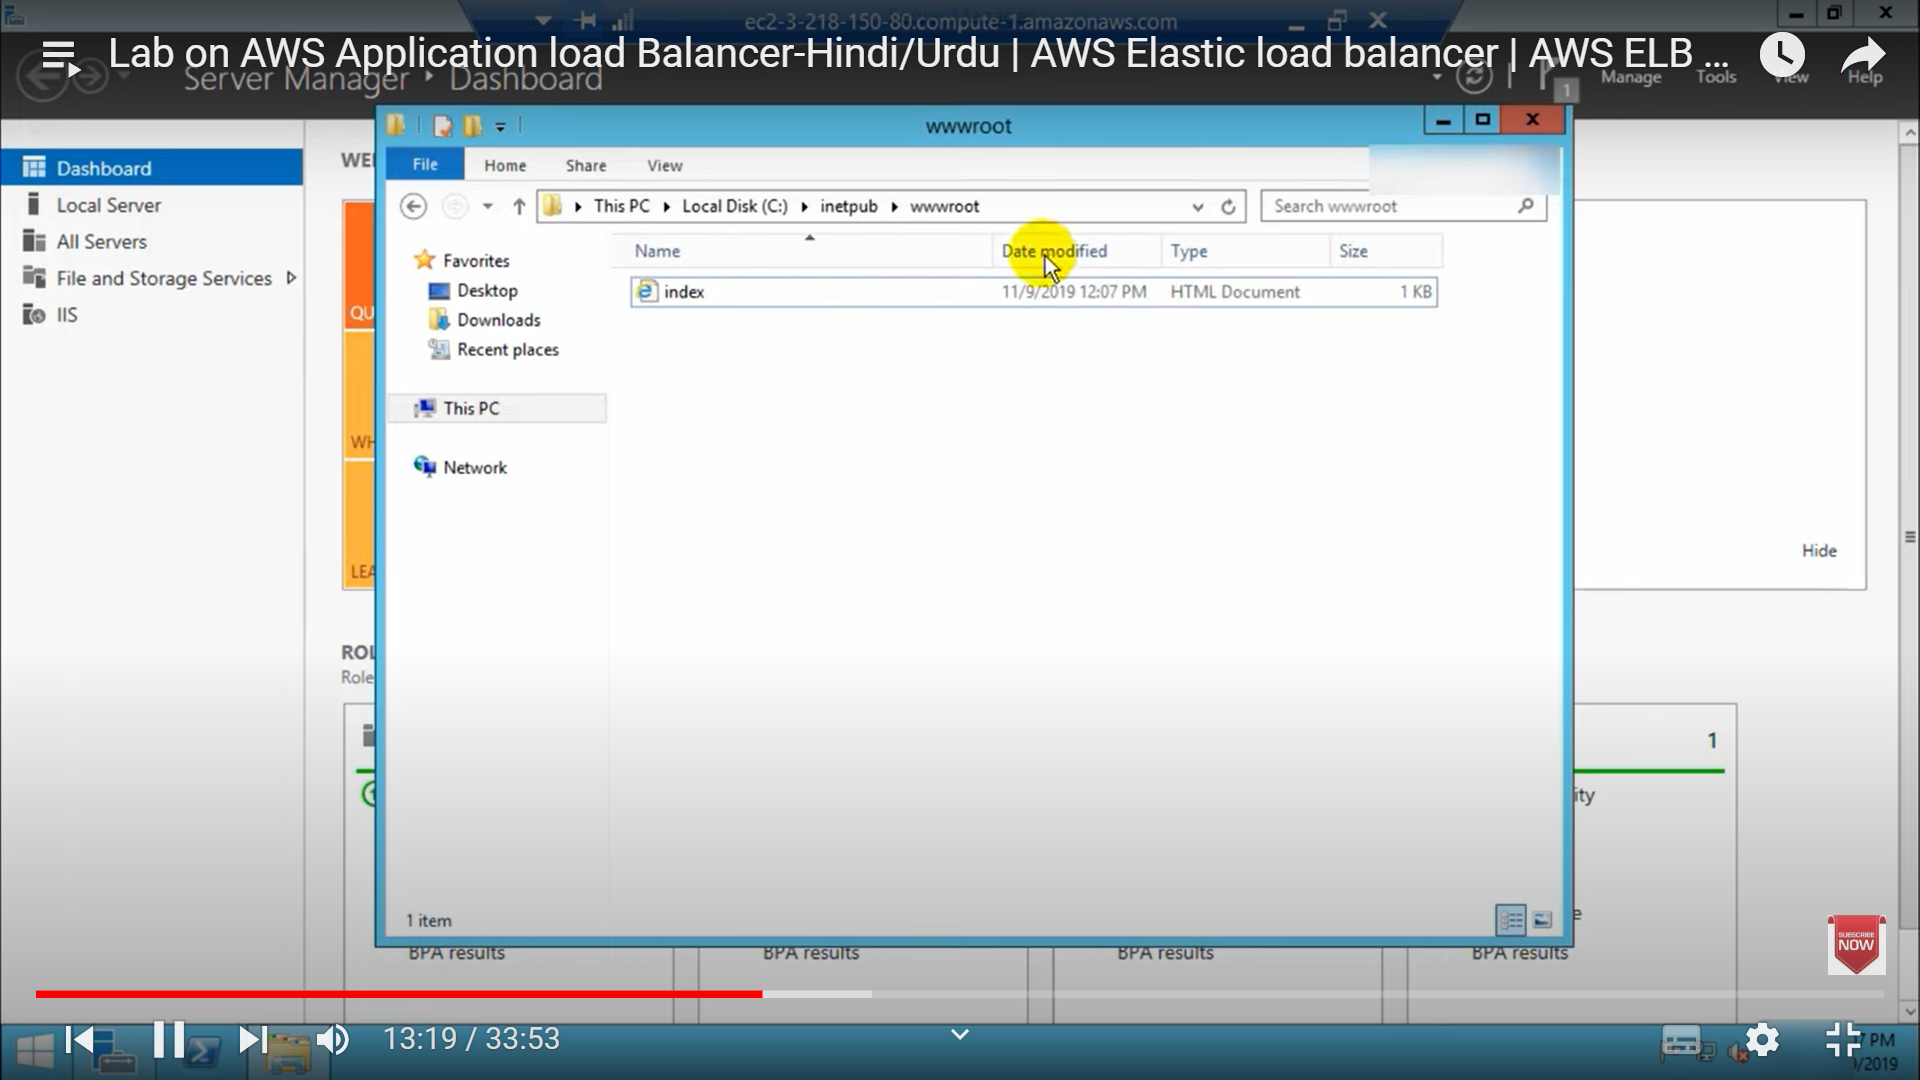 ec2-3-218-150-80.compute-1.amazonaws.com
Lab on AWS Application load Balancer-Hindi/Urdu | AWS Elastic load balancer | AWS ELB ...
Server Manager ‣ Dashboard
1
Manage Tools View Help
wwwroot
File Home Share View
This PC ‣ Local Disk (C:) ‣ inetpub ‣ wwwroot
Search wwwroot
Dashboard
Local Server
All Servers
File and Storage Services
IIS
WE
QU
WH
LEA
Favorites
Desktop
Downloads
Recent places
This PC
Network
Name Date modified Type Size
index 11/9/2019 12:07 PM HTML Document 1 KB
Hide
ROL
Role
1
ity
e
1 item
BPA results BPA results BPA results BPA results
SUBSCRIBE
NOW
13:19 / 33:53
7 PM
/2019